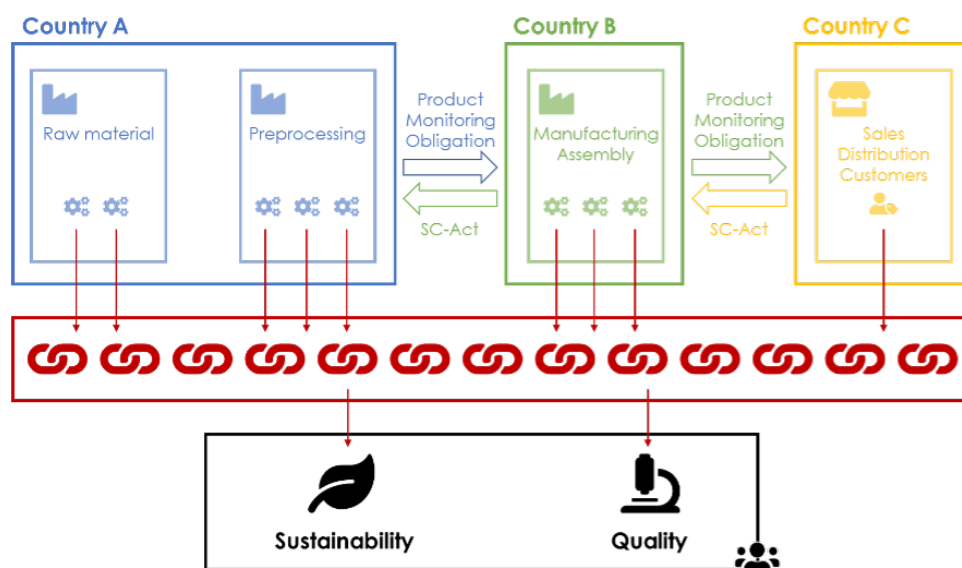 Country A
Country B
Country C
Raw material
Preprocessing
Product
Monitoring
Obligation
SC-Act
Manufacturing
Assembly
Product
Monitoring
Obligation
SC-Act
Sales
Distribution
Customers
Sustainability
Quality